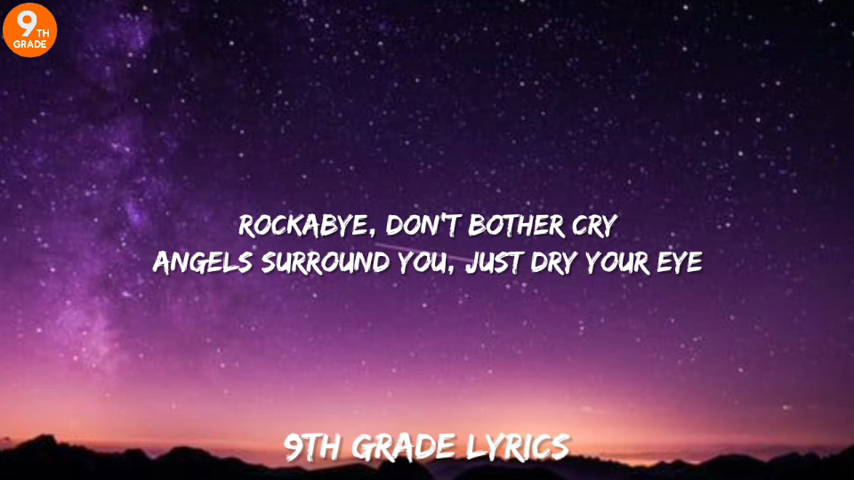 9TH
GRADE
ROCKABYE, DON'T BOTHER CRY
ANGELS SURROUND YOU, JUST DRY YOUR EYE
9TH GRADE LYRICS